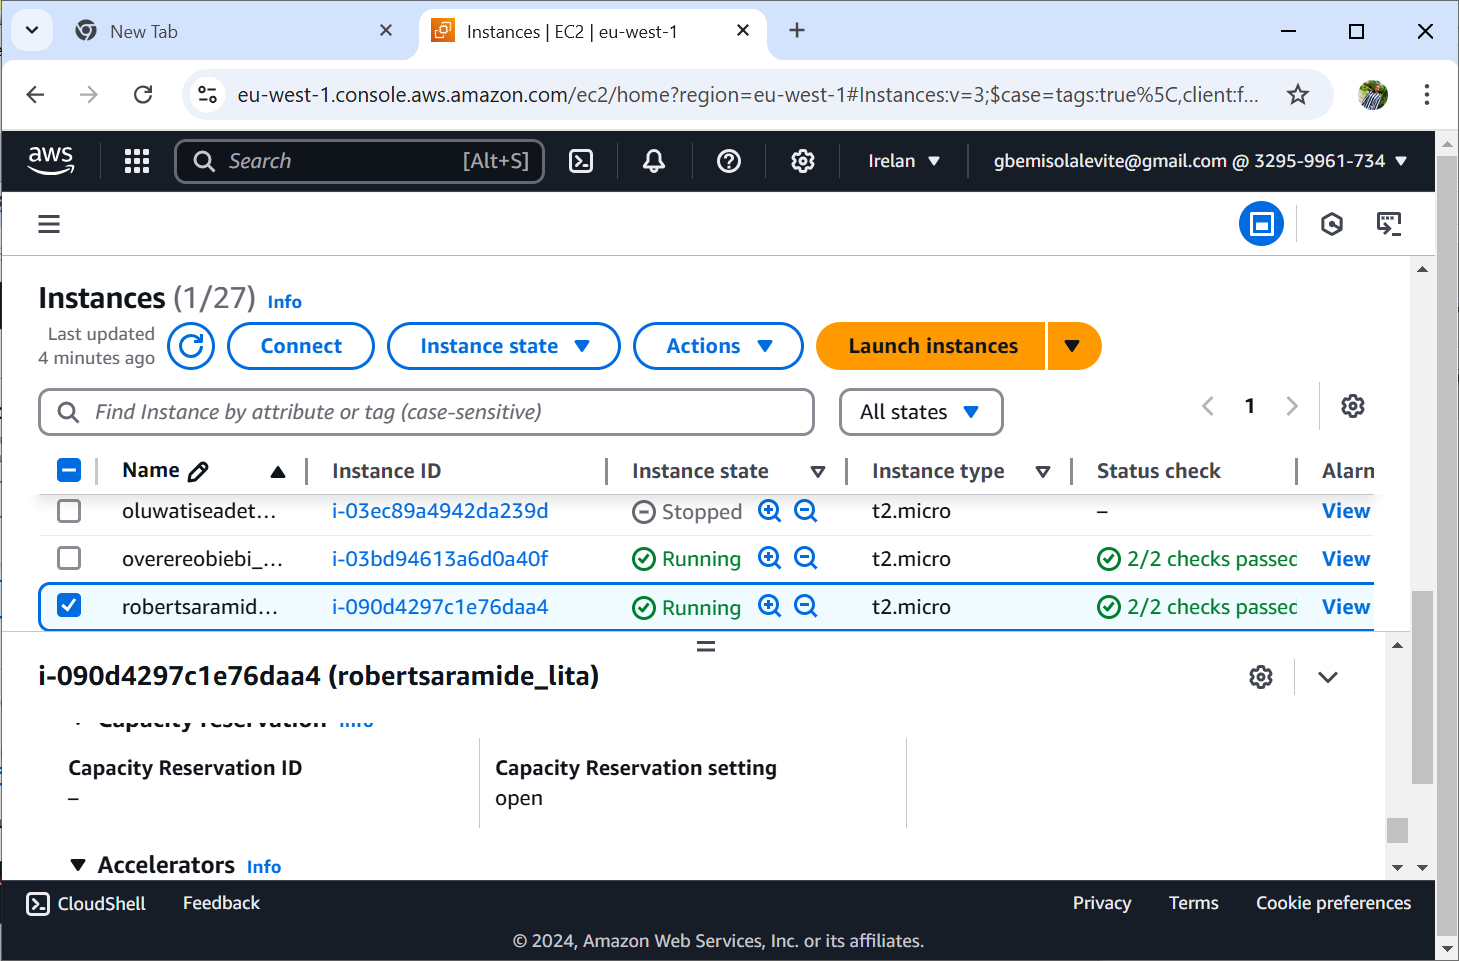 New Tab
Instances | EC2 | eu-west-1
eu-west-1.console.aws.amazon.com/ec2/home?region=eu-west-1#Instances:v=3;$case=tags:true%5C,client:f...
aws
Search [Alt+S]
Irelan
gbemisolalevite@gmail.com @ 3295-9961-734
Instances (1/27) Info
Last updated
4 minutes ago
Connect
Instance state
Actions
Launch instances
Find Instance by attribute or tag (case-sensitive)
All states
1
Name Instance ID Instance state Instance type Status check Alarm
oluwatiseadet... i-03ec89a4942da239d Stopped t2.micro – View
overereobiebi_... i-03bd94613a6d0a40f Running t2.micro 2/2 checks passed View
robertsaramid... i-090d4297c1e76daa4 Running t2.micro 2/2 checks passed View
i-090d4297c1e76daa4 (robertsaramide_lita)
Capacity reservation Info
Capacity Reservation ID
–
Capacity Reservation setting
open
Accelerators Info
CloudShell Feedback Privacy Terms Cookie preferences
© 2024, Amazon Web Services, Inc. or its affiliates.